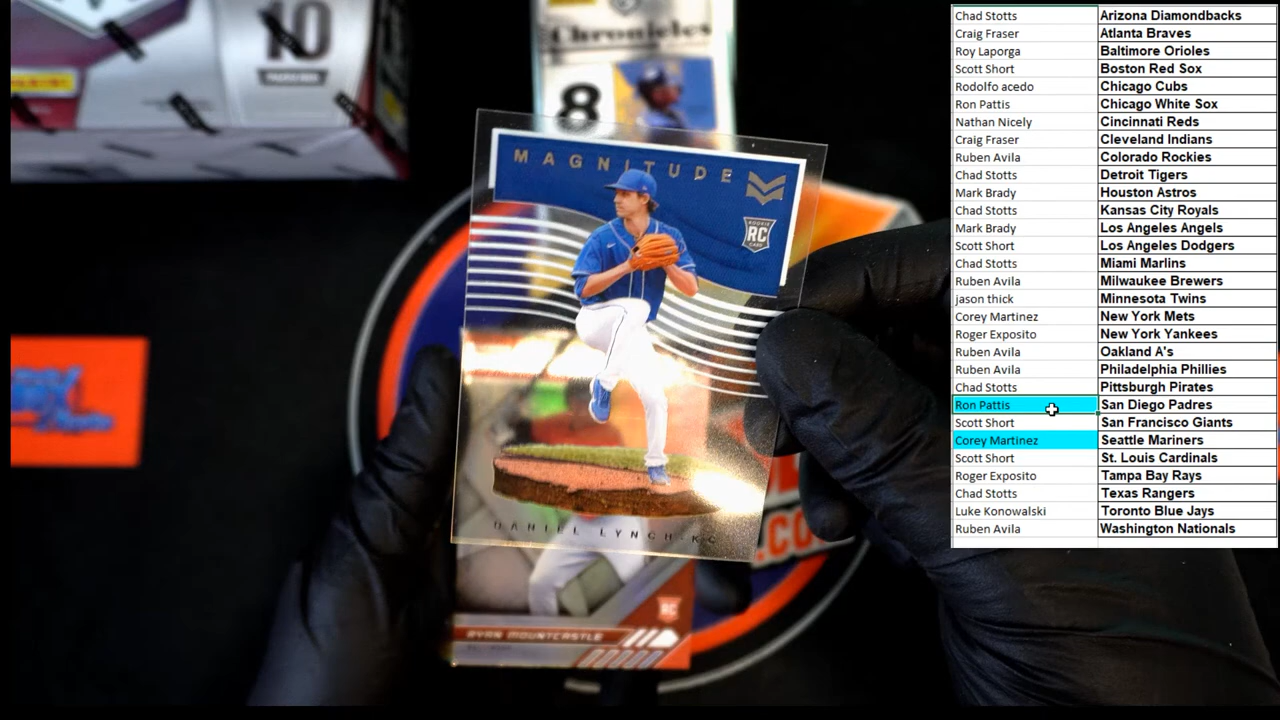 10
Chronicles
8
MAGNITUDE
ROOKIE
RC
CARD
DANIEL LYNCH KC
RC
RYAN MOUNTCASTLE
.CO
Chad Stotts Arizona Diamondbacks
Craig Fraser Atlanta Braves
Roy Laporga Baltimore Orioles
Scott Short Boston Red Sox
Rodolfo acedo Chicago Cubs
Ron Pattis Chicago White Sox
Nathan Nicely Cincinnati Reds
Craig Fraser Cleveland Indians
Ruben Avila Colorado Rockies
Chad Stotts Detroit Tigers
Mark Brady Houston Astros
Chad Stotts Kansas City Royals
Mark Brady Los Angeles Angels
Scott Short Los Angeles Dodgers
Chad Stotts Miami Marlins
Ruben Avila Milwaukee Brewers
jason thick Minnesota Twins
Corey Martinez New York Mets
Roger Exposito New York Yankees
Ruben Avila Oakland A's
Ruben Avila Philadelphia Phillies
Chad Stotts Pittsburgh Pirates
Ron Pattis San Diego Padres
Scott Short San Francisco Giants
Corey Martinez Seattle Mariners
Scott Short St. Louis Cardinals
Roger Exposito Tampa Bay Rays
Chad Stotts Texas Rangers
Luke Konowalski Toronto Blue Jays
Ruben Avila Washington Nationals